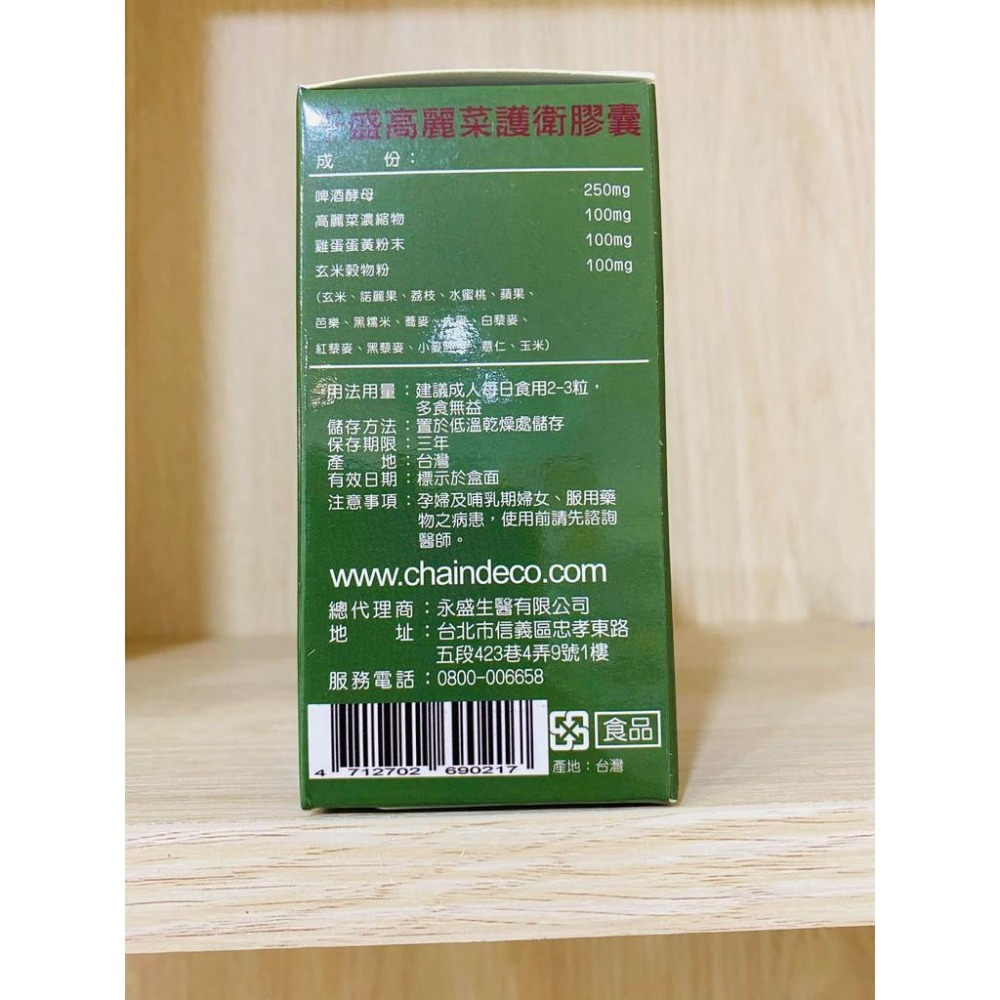 盛高麗菜護衛膠囊
成 份：
啤酒酵母 250mg
高麗菜濃縮物 100mg
雞蛋蛋黃粉末 100mg
玄米穀物粉 100mg
(玄米、諾麗果、荔枝、水蜜桃、蘋果、
芭樂、黑糯米、蕎麥、 、白藜麥、
紅藜麥、黑藜麥、小麥 、薏仁、玉米)
用法用量：建議成人每日食用2-3粒，
多食無益
儲存方法：置於低溫乾燥處儲存
保存期限：三年
產 地：台灣
有效日期：標示於盒面
注意事項：孕婦及哺乳期婦女、服用藥
物之病患，使用前請先諮詢
醫師。
www.chaindeco.com
總代理商：永盛生醫有限公司
地 址：台北市信義區忠孝東路
五段423巷4弄9號1樓
服務電話：0800-006658
4 712702 690217
食品
產地：台灣